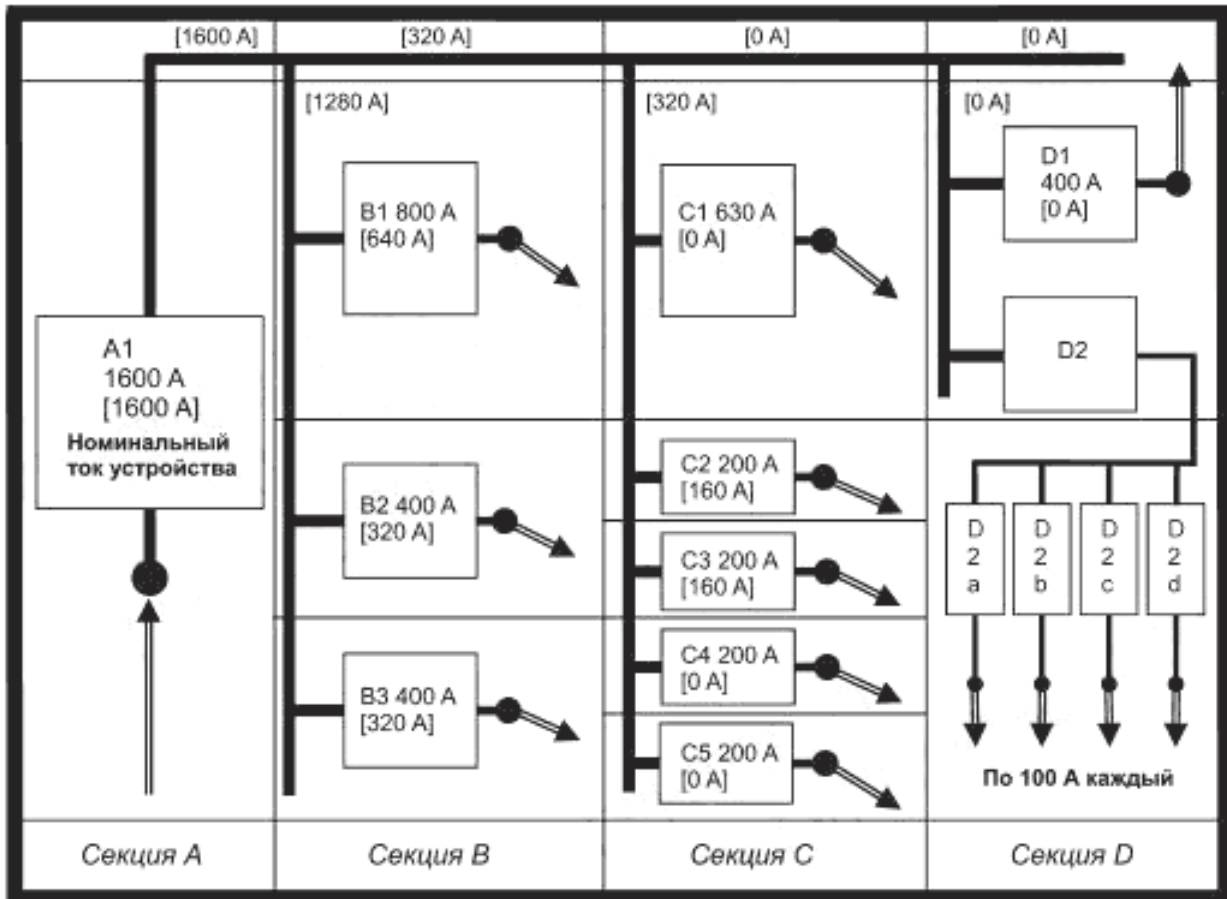 [1600 А]
[320 А]
[0 А]
[0 А]
[1280 А]
[320 А]
[0 А]
A1
1600 А
[1600 А]
Номинальный
ток устройства
B1 800 А
[640 А]
B2 400 А
[320 А]
B3 400 А
[320 А]
C1 630 А
[0 А]
C2 200 А
[160 А]
C3 200 А
[160 А]
C4 200 А
[0 А]
C5 200 А
[0 А]
D1
400 А
[0 А]
D2
D
2
a
D
2
b
D
2
c
D
2
d
По 100 А каждый
Секция A
Секция B
Секция C
Секция D